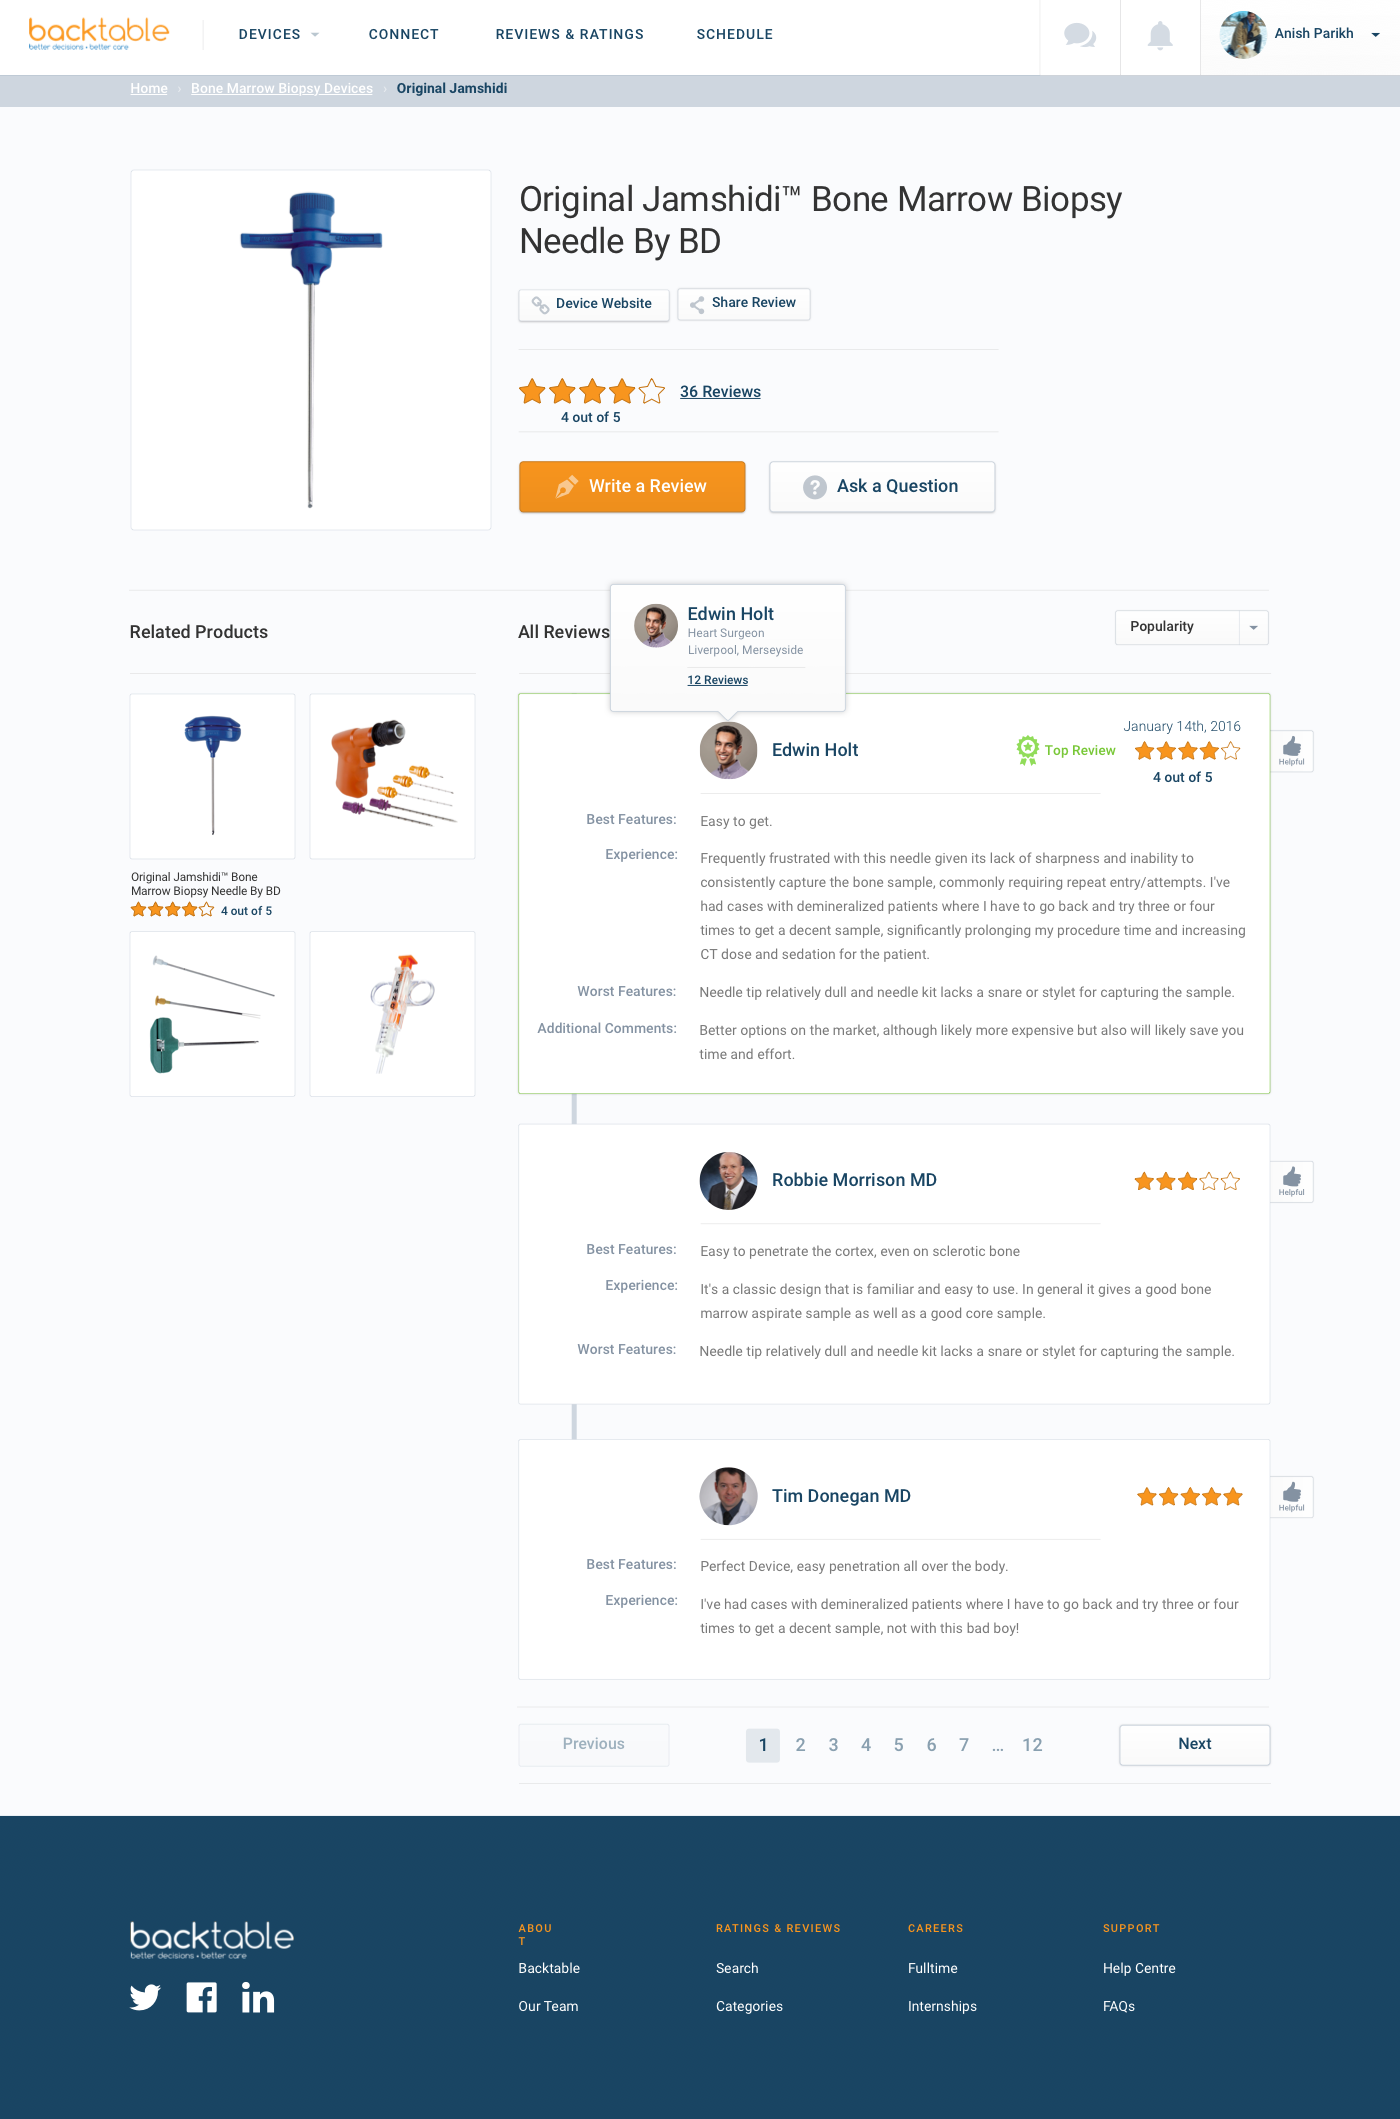 backtable
better decisions • better care
DEVICES
CONNECT
REVIEWS & RATINGS
SCHEDULE
Anish Parikh
Home › Bone Marrow Biopsy Devices › Original Jamshidi
Original Jamshidi™ Bone Marrow Biopsy
Needle By BD
Device Website
Share Review
36 Reviews
4 out of 5
Write a Review
? Ask a Question
Related Products
Original Jamshidi™ Bone
Marrow Biopsy Needle By BD
4 out of 5
All Reviews
Edwin Holt
Heart Surgeon
Liverpool, Merseyside
12 Reviews
Popularity
Edwin Holt
Top Review
January 14th, 2016
4 out of 5
Helpful
Best Features: Easy to get.
Experience: Frequently frustrated with this needle given its lack of sharpness and inability to
consistently capture the bone sample, commonly requiring repeat entry/attempts. I've
had cases with demineralized patients where I have to go back and try three or four
times to get a decent sample, significantly prolonging my procedure time and increasing
CT dose and sedation for the patient.
Worst Features: Needle tip relatively dull and needle kit lacks a snare or stylet for capturing the sample.
Additional Comments: Better options on the market, although likely more expensive but also will likely save you
time and effort.
Robbie Morrison MD
Helpful
Best Features: Easy to penetrate the cortex, even on sclerotic bone
Experience: It's a classic design that is familiar and easy to use. In general it gives a good bone
marrow aspirate sample as well as a good core sample.
Worst Features: Needle tip relatively dull and needle kit lacks a snare or stylet for capturing the sample.
Tim Donegan MD
Helpful
Best Features: Perfect Device, easy penetration all over the body.
Experience: I've had cases with demineralized patients where I have to go back and try three or four
times to get a decent sample, not with this bad boy!
Previous 1 2 3 4 5 6 7 ... 12 Next
backtable
better decisions • better care
in
ABOU
T
Backtable
Our Team
RATINGS & REVIEWS
Search
Categories
CAREERS
Fulltime
Internships
SUPPORT
Help Centre
FAQs